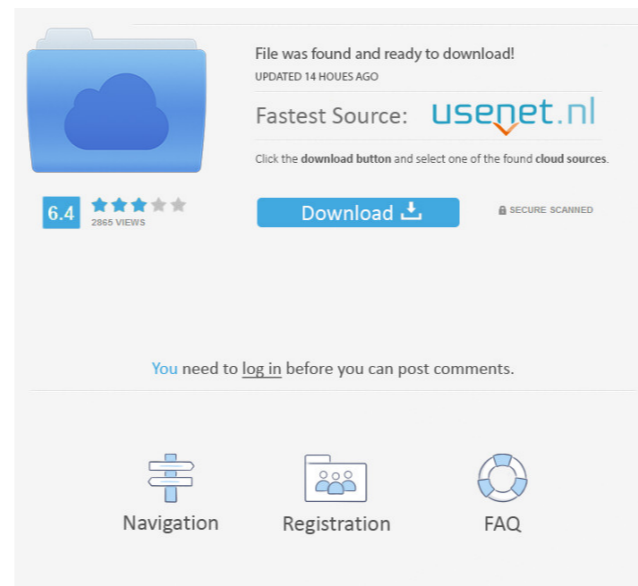 File was found and ready to download!
UPDATED 14 HOUES AGO
Fastest Source: usenet.nl
Click the download button and select one of the found cloud sources.
6.4
2865 VIEWS
Download
SECURE SCANNED
You need to log in before you can post comments.
Navigation
Registration
FAQ